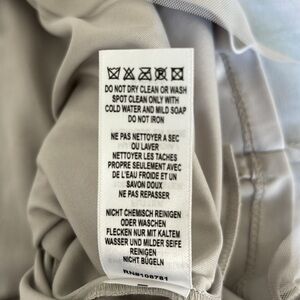 DO NOT DRY CLEAN OR WASH
SPOT CLEAN ONLY WITH
COLD WATER AND MILD SOAP
DO NOT IRON
NE PAS NETTOYER A SEC
OU LAVER
NETTOYER LES TACHES
PROPRE SEULEMENT AVEC
DE L'EAU FROIDE ET UN
SAVON DOUX
NE PAS REPASSER
NICHT CHEMISCH REINIGEN
ODER WASCHEN
FLECKEN NUR MIT KALTEM
WASSER UND MILDER SEIFE
REINIGEN
NICHT BÜGELN
RN#108781